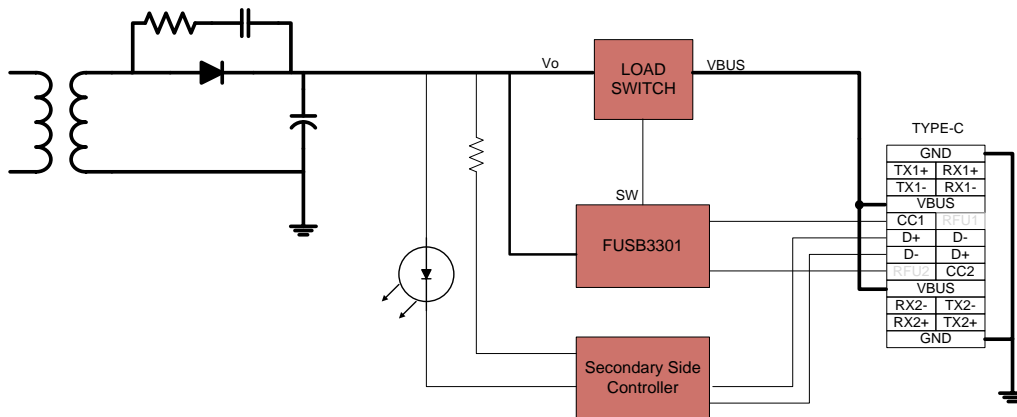 Vo
LOAD
SWITCH
VBUS
SW
FUSB3301
Secondary Side
Controller
TYPE-C
GND
TX1+ RX1+
TX1- RX1-
VBUS
CC1 RFU1
D+ D-
D- D+
RFU2 CC2
VBUS
RX2- TX2-
RX2+ TX2+
GND